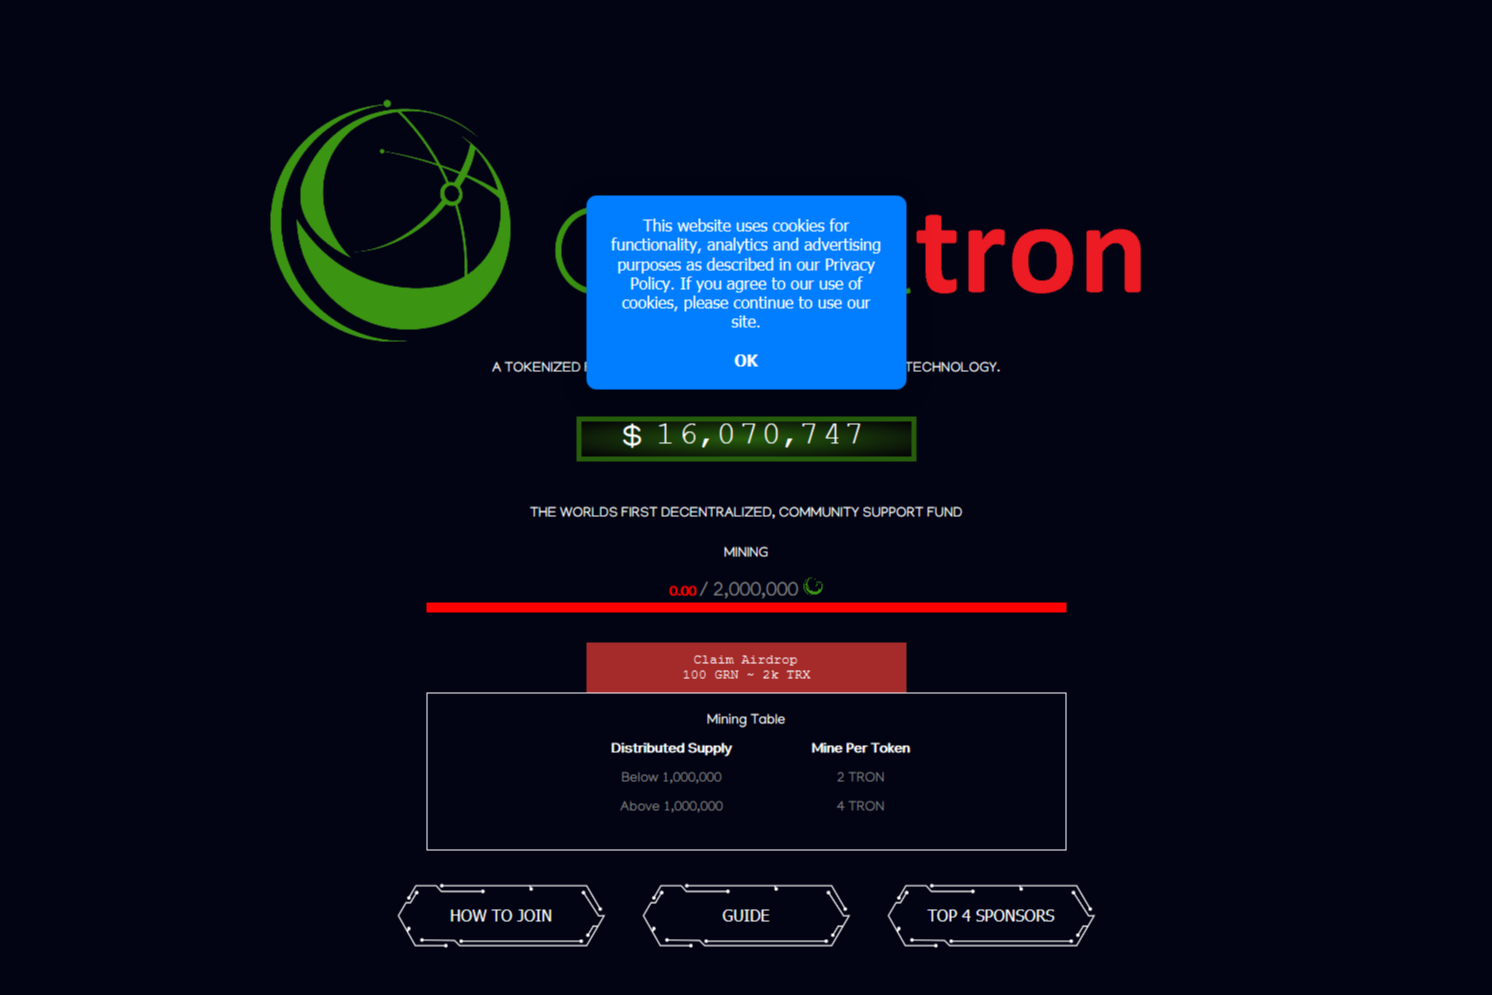 tron
This website uses cookies for
functionality, analytics and advertising
purposes as described in our Privacy
Policy. If you agree to our use of
cookies, please continue to use our
site.
OK
A TOKENIZED
TECHNOLOGY.
$ 16,070,747
THE WORLDS FIRST DECENTRALIZED, COMMUNITY SUPPORT FUND
MINING
0.00 / 2,000,000
Claim Airdrop
100 GRN ~ 2k TRX
Mining Table
Distributed Supply Mine Per Token
Below 1,000,000 2 TRON
Above 1,000,000 4 TRON
HOW TO JOIN GUIDE TOP 4 SPONSORS